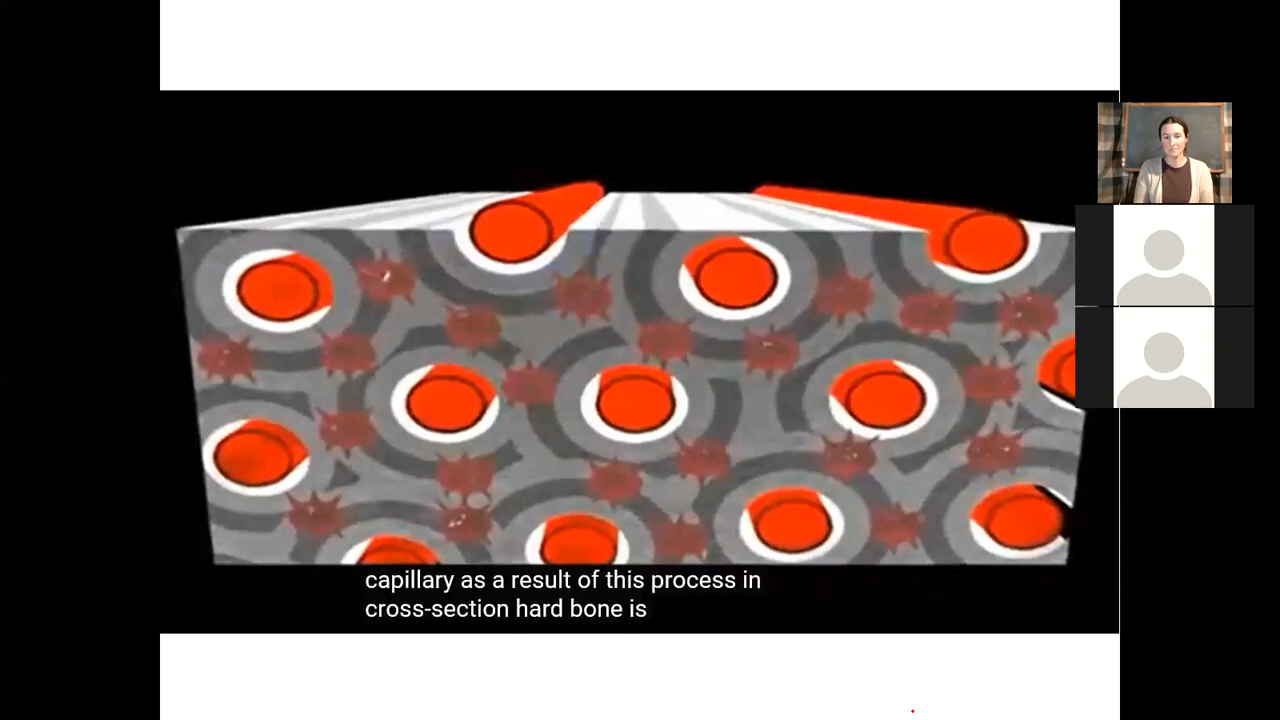 capillary as a result of this process in
cross-section hard bone is